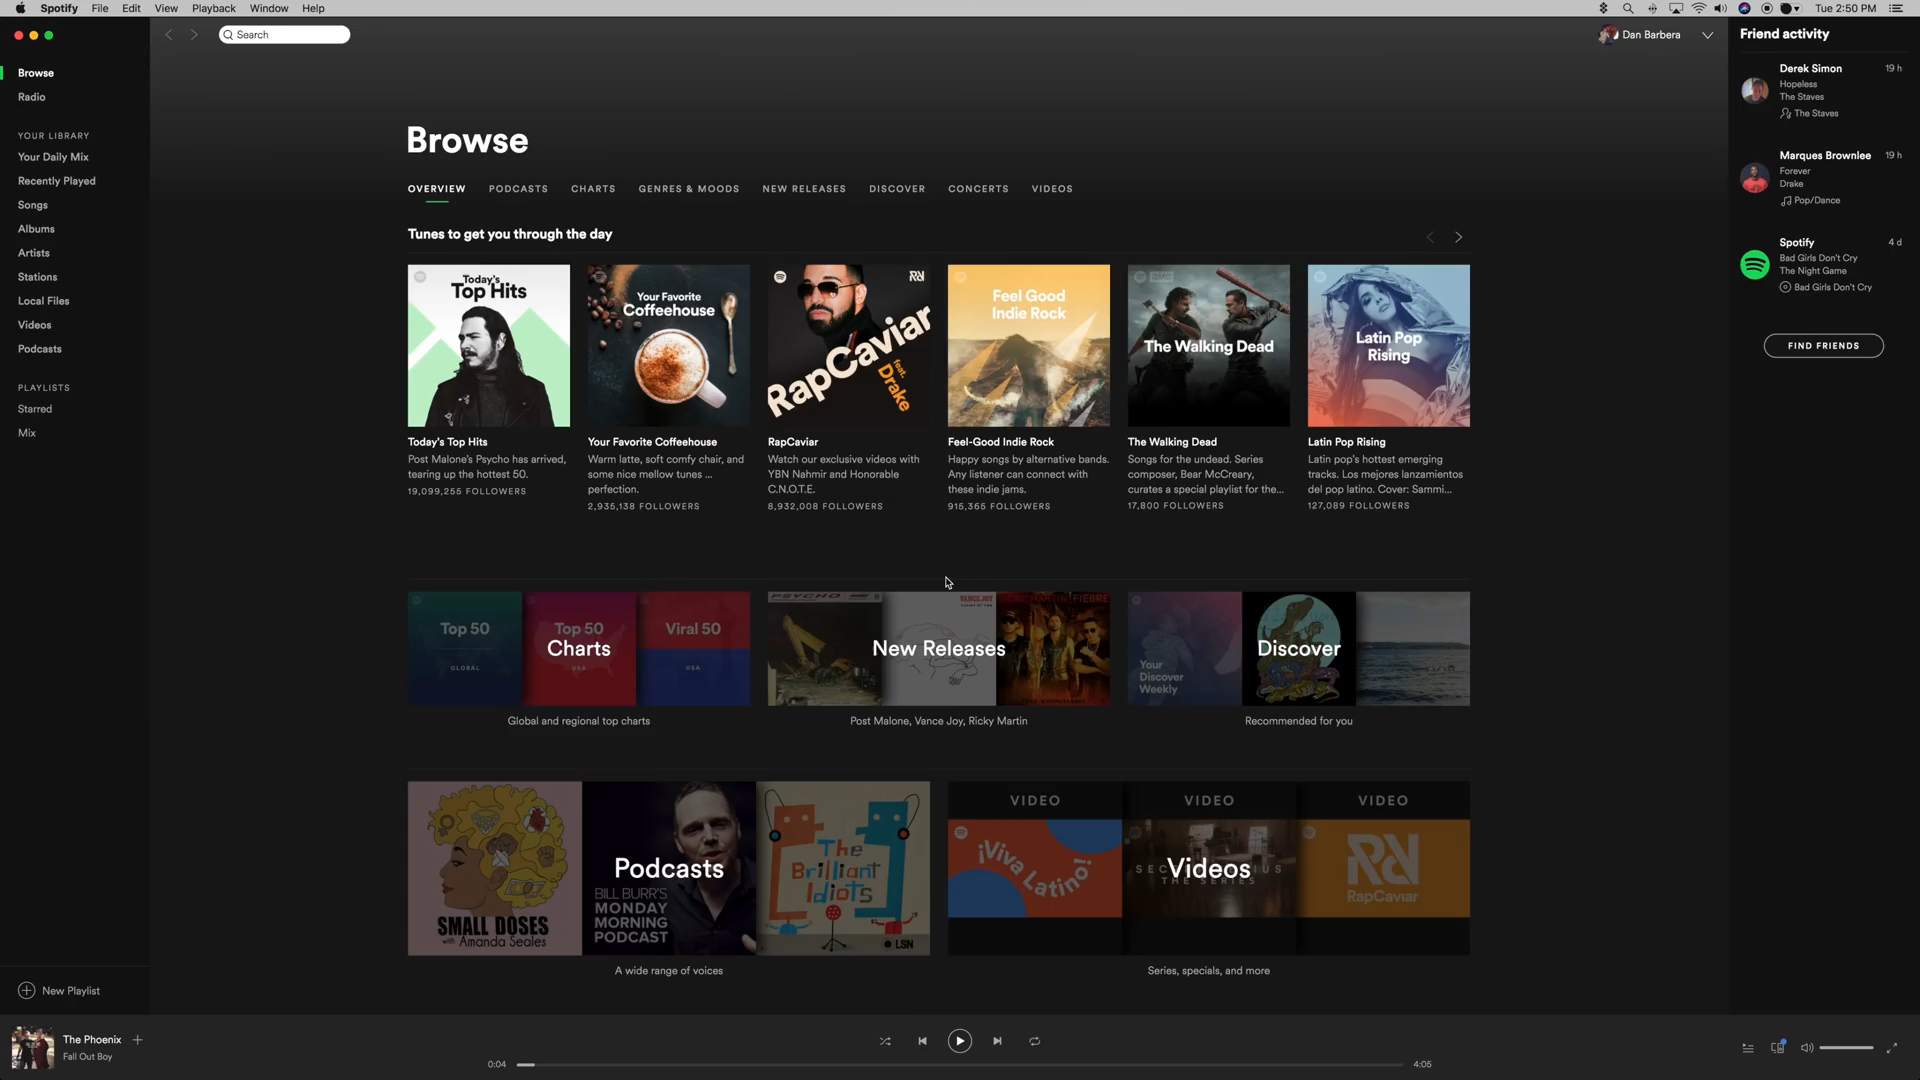 Spotify File Edit View Playback Window Help
Tue 2:50 PM
Search
Dan Barbera
Browse
Radio
YOUR LIBRARY
Your Daily Mix
Recently Played
Songs
Albums
Artists
Stations
Local Files
Videos
Podcasts
PLAYLISTS
Starred
Mix
New Playlist
Browse
OVERVIEW PODCASTS CHARTS GENRES & MOODS NEW RELEASES DISCOVER CONCERTS VIDEOS
Tunes to get you through the day
Today's
Top Hits
Today's Top Hits
Post Malone's Psycho has arrived,
tearing up the hottest 50.
19,099,255 FOLLOWERS
Your Favorite
Coffeehouse
Your Favorite Coffeehouse
Warm latte, soft comfy chair, and
some nice mellow tunes ...
perfection.
2,935,138 FOLLOWERS
RapCaviar
feat.
Drake
RapCaviar
Watch our exclusive videos with
YBN Nahmir and Honorable
C.N.O.T.E.
8,932,008 FOLLOWERS
Feel Good
Indie Rock
Feel-Good Indie Rock
Happy songs by alternative bands.
Any listener can connect with
these indie jams.
915,365 FOLLOWERS
AMC
The Walking Dead
The Walking Dead
Songs for the undead. Series
composer, Bear McCreary,
curates a special playlist for the...
17,800 FOLLOWERS
Latin Pop
Rising
Latin Pop Rising
Latin pop's hottest emerging
tracks. Los mejores lanzamientos
del pop latino. Cover: Sammi...
127,089 FOLLOWERS
Top 50
GLOBAL
Top 50
USA
Viral 50
USA
Charts
Global and regional top charts
PSYCHO
VANCE JOY
FIEBRE
New Releases
Post Malone, Vance Joy, Ricky Martin
Your
Discover
Weekly
Discover
Recommended for you
SMALL DOSES
with Amanda Seales
BILL BURR'S
MONDAY
MORNING
PODCAST
The
Brilliant
Idiots
LSN
Podcasts
A wide range of voices
VIDEO VIDEO VIDEO
¡Viva Latino!
THE SERIES
RapCaviar
Videos
Series, specials, and more
Friend activity
Derek Simon 19 h
Hopeless
The Staves
The Staves
Marques Brownlee 19 h
Forever
Drake
Pop/Dance
Spotify 4 d
Bad Girls Don't Cry
The Night Game
Bad Girls Don't Cry
FIND FRIENDS
The Phoenix
Fall Out Boy
0:04
4:05